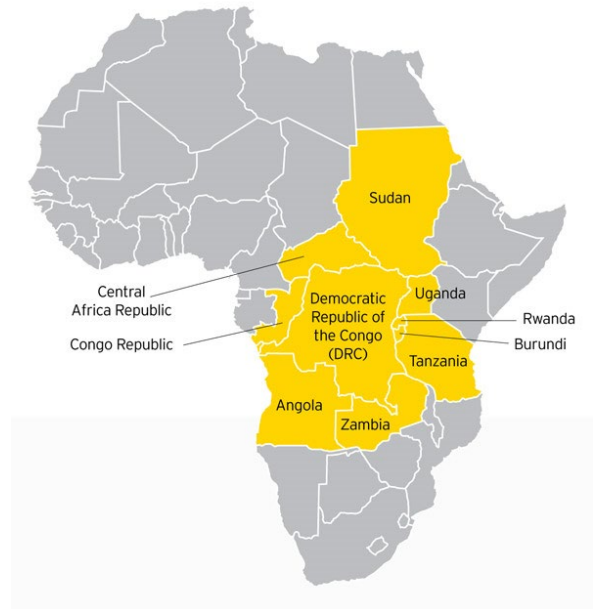 Sudan
Central
Africa Republic
Uganda
Democratic
Republic of
the Congo
(DRC)
Rwanda
Congo Republic
Burundi
Tanzania
Angola
Zambia